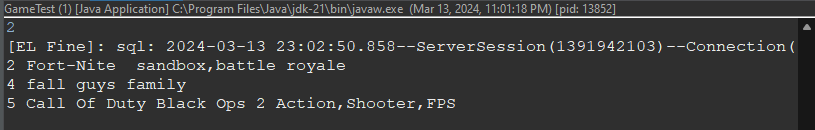 GameTest (1) [Java Application] C:\Program Files\Java\jdk-21\bin\javaw.exe (Mar 13, 2024, 11:01:18 PM) [pid: 13852]
2
[EL Fine]: sql: 2024-03-13 23:02:50.858--ServerSession(1391942103)--Connection(
2 Fort-Nite  sandbox,battle royale
4 fall guys family
5 Call Of Duty Black Ops 2 Action,Shooter,FPS